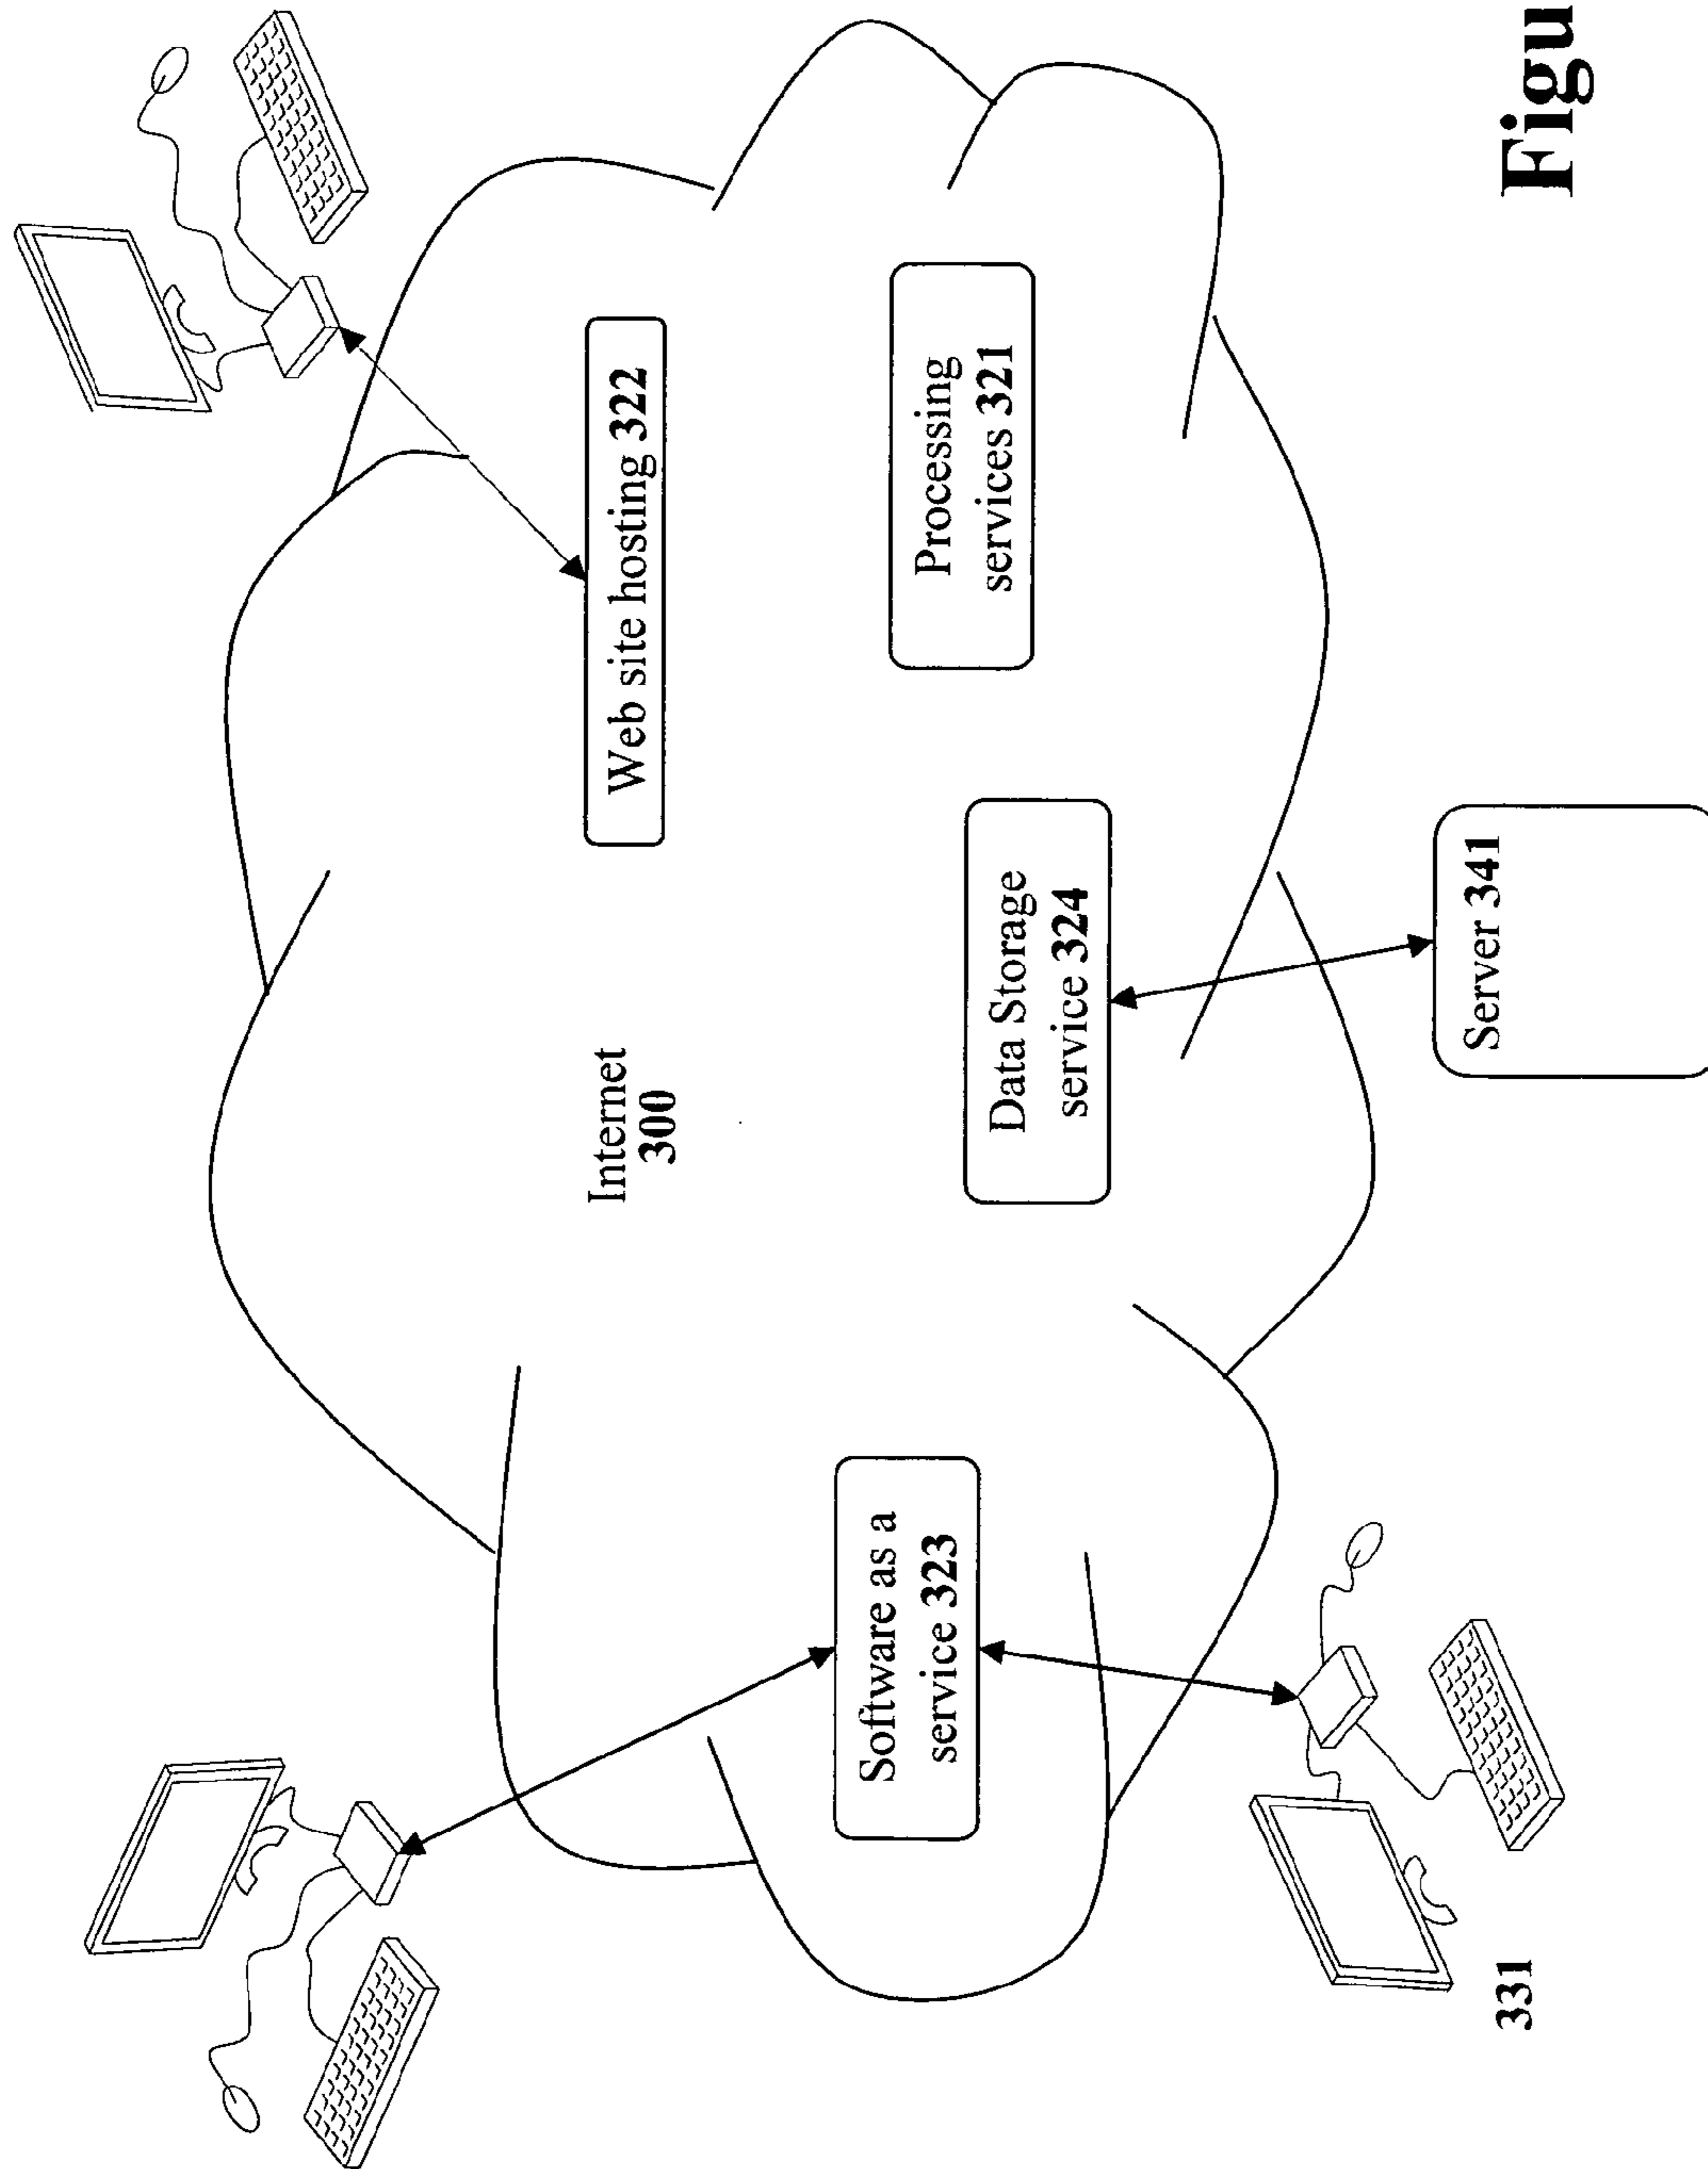 Internet
300
Web site hosting 322
Software as a
service 323
Processing
services 321
Data Storage
service 324
Server 341
331
Figu